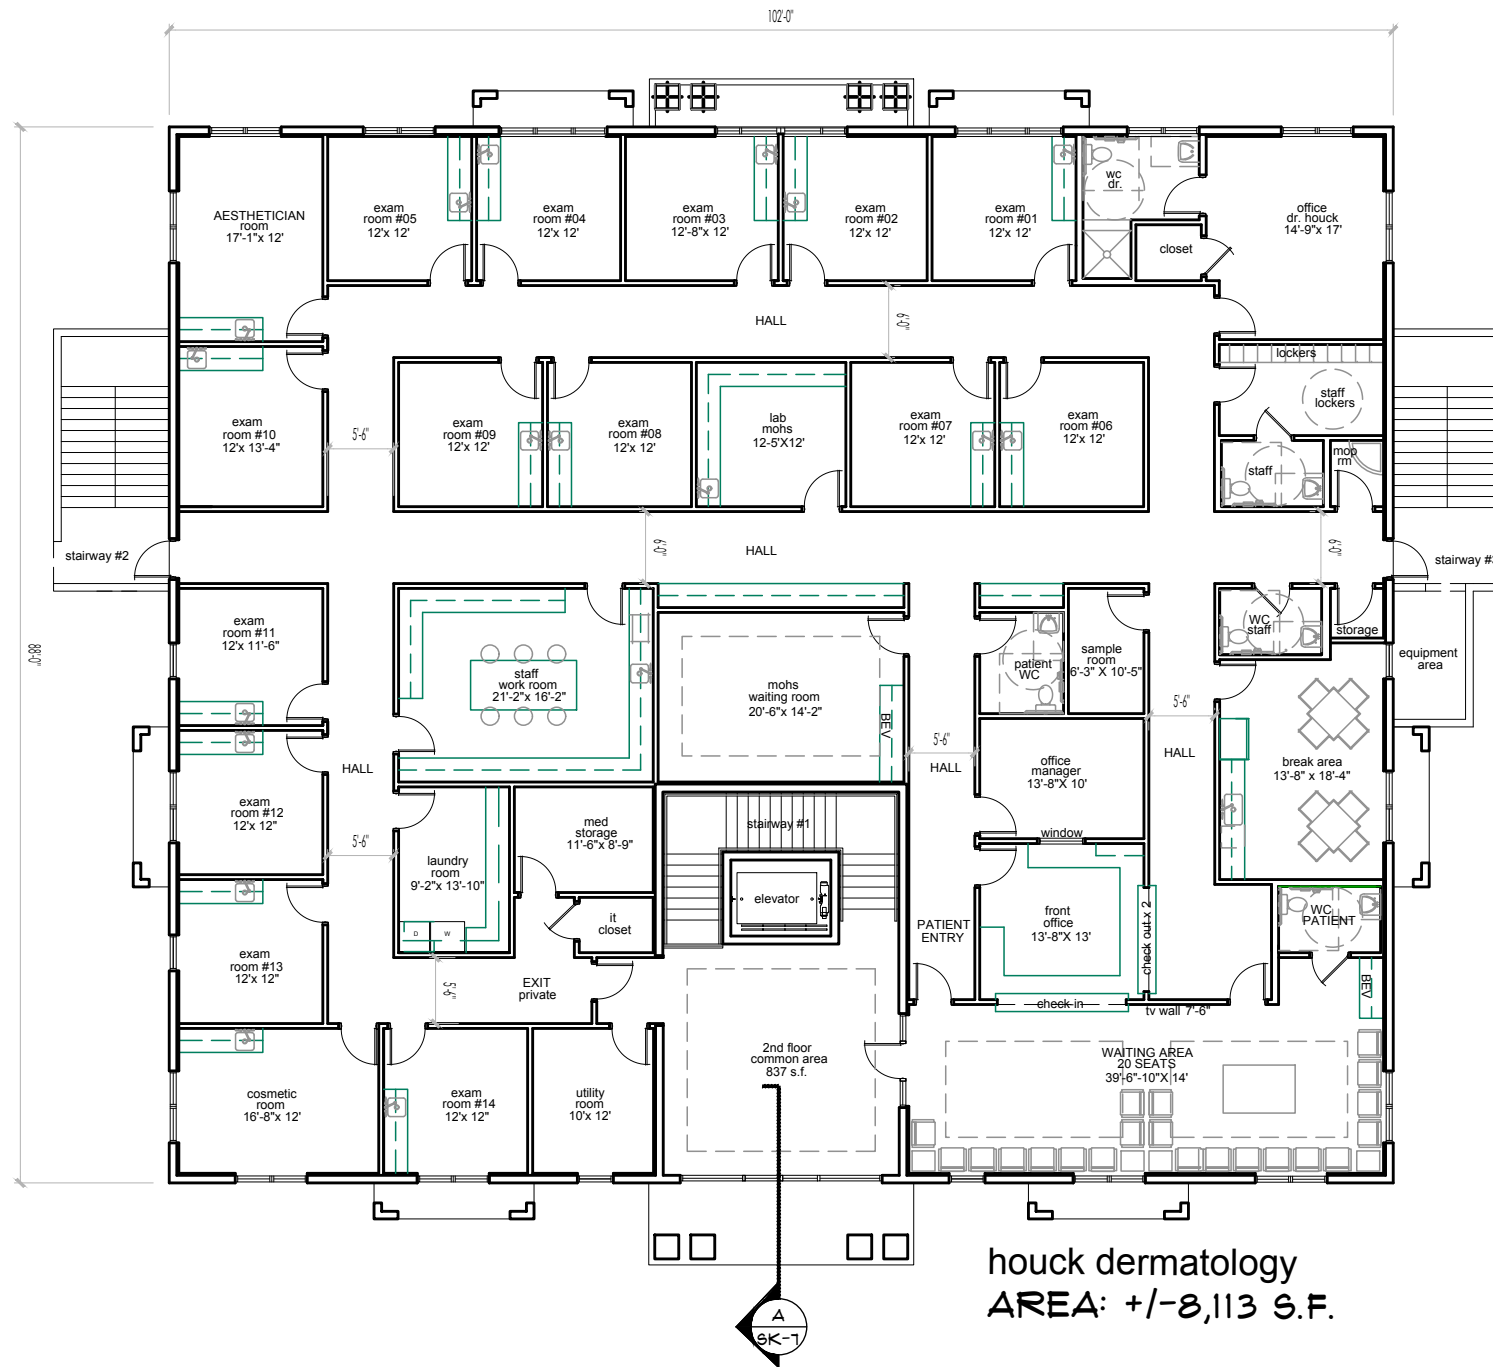 102'-0"
AESTHETICIAN
room
17'-1"x 12'
exam
room #05
12'x 12'
exam
room #04
12'x 12'
exam
room #03
12'-8"x 12'
exam
room #02
12'x 12'
exam
room #01
12'x 12'
wc
dr.
closet
office
dr. houck
14'-9"x 17'
HALL
6'-0"
lockers
staff
lockers
exam
room #10
12'x 13'-4"
5'-6"
exam
room #09
12'x 12'
exam
room #08
12'x 12'
lab
mohs
12-5'X12'
exam
room #07
12'x 12'
exam
room #06
12'x 12'
staff
mop
rm
stairway #2
6'-0"
HALL
6'-0"
stairway #3
88'-0"
exam
room #11
12'x 11'-6"
staff
work room
21'-2"x 16'-2"
mohs
waiting room
20'-6"x 14'-2"
BEV
patient
WC
sample
room
6'-3" X 10'-5"
WC
staff
storage
equipment
area
5'-6"
HALL
5'-6"
HALL
office
manager
13'-8"X 10'
window
HALL
break area
13'-8" x 18'-4"
exam
room #12
12'x 12"
5'-6"
laundry
room
9'-2"x 13'-10"
D
W
med
storage
11'-6"x 8'-9"
stairway #1
elevator
it
closet
exam
room #13
12'x 12"
5'-6"
EXIT
private
PATIENT
ENTRY
front
office
13'-8"X 13'
check out x 2
check in
tv wall 7'-6"
WC
PATIENT
BEV
cosmetic
room
16'-8"x 12'
exam
room #14
12'x 12"
utility
room
10'x 12'
2nd floor
common area
837 s.f.
WAITING AREA
20 SEATS
39'-6"-10"X 14'
houck dermatology
AREA: +/-8,113 S.F.
A
SK-7